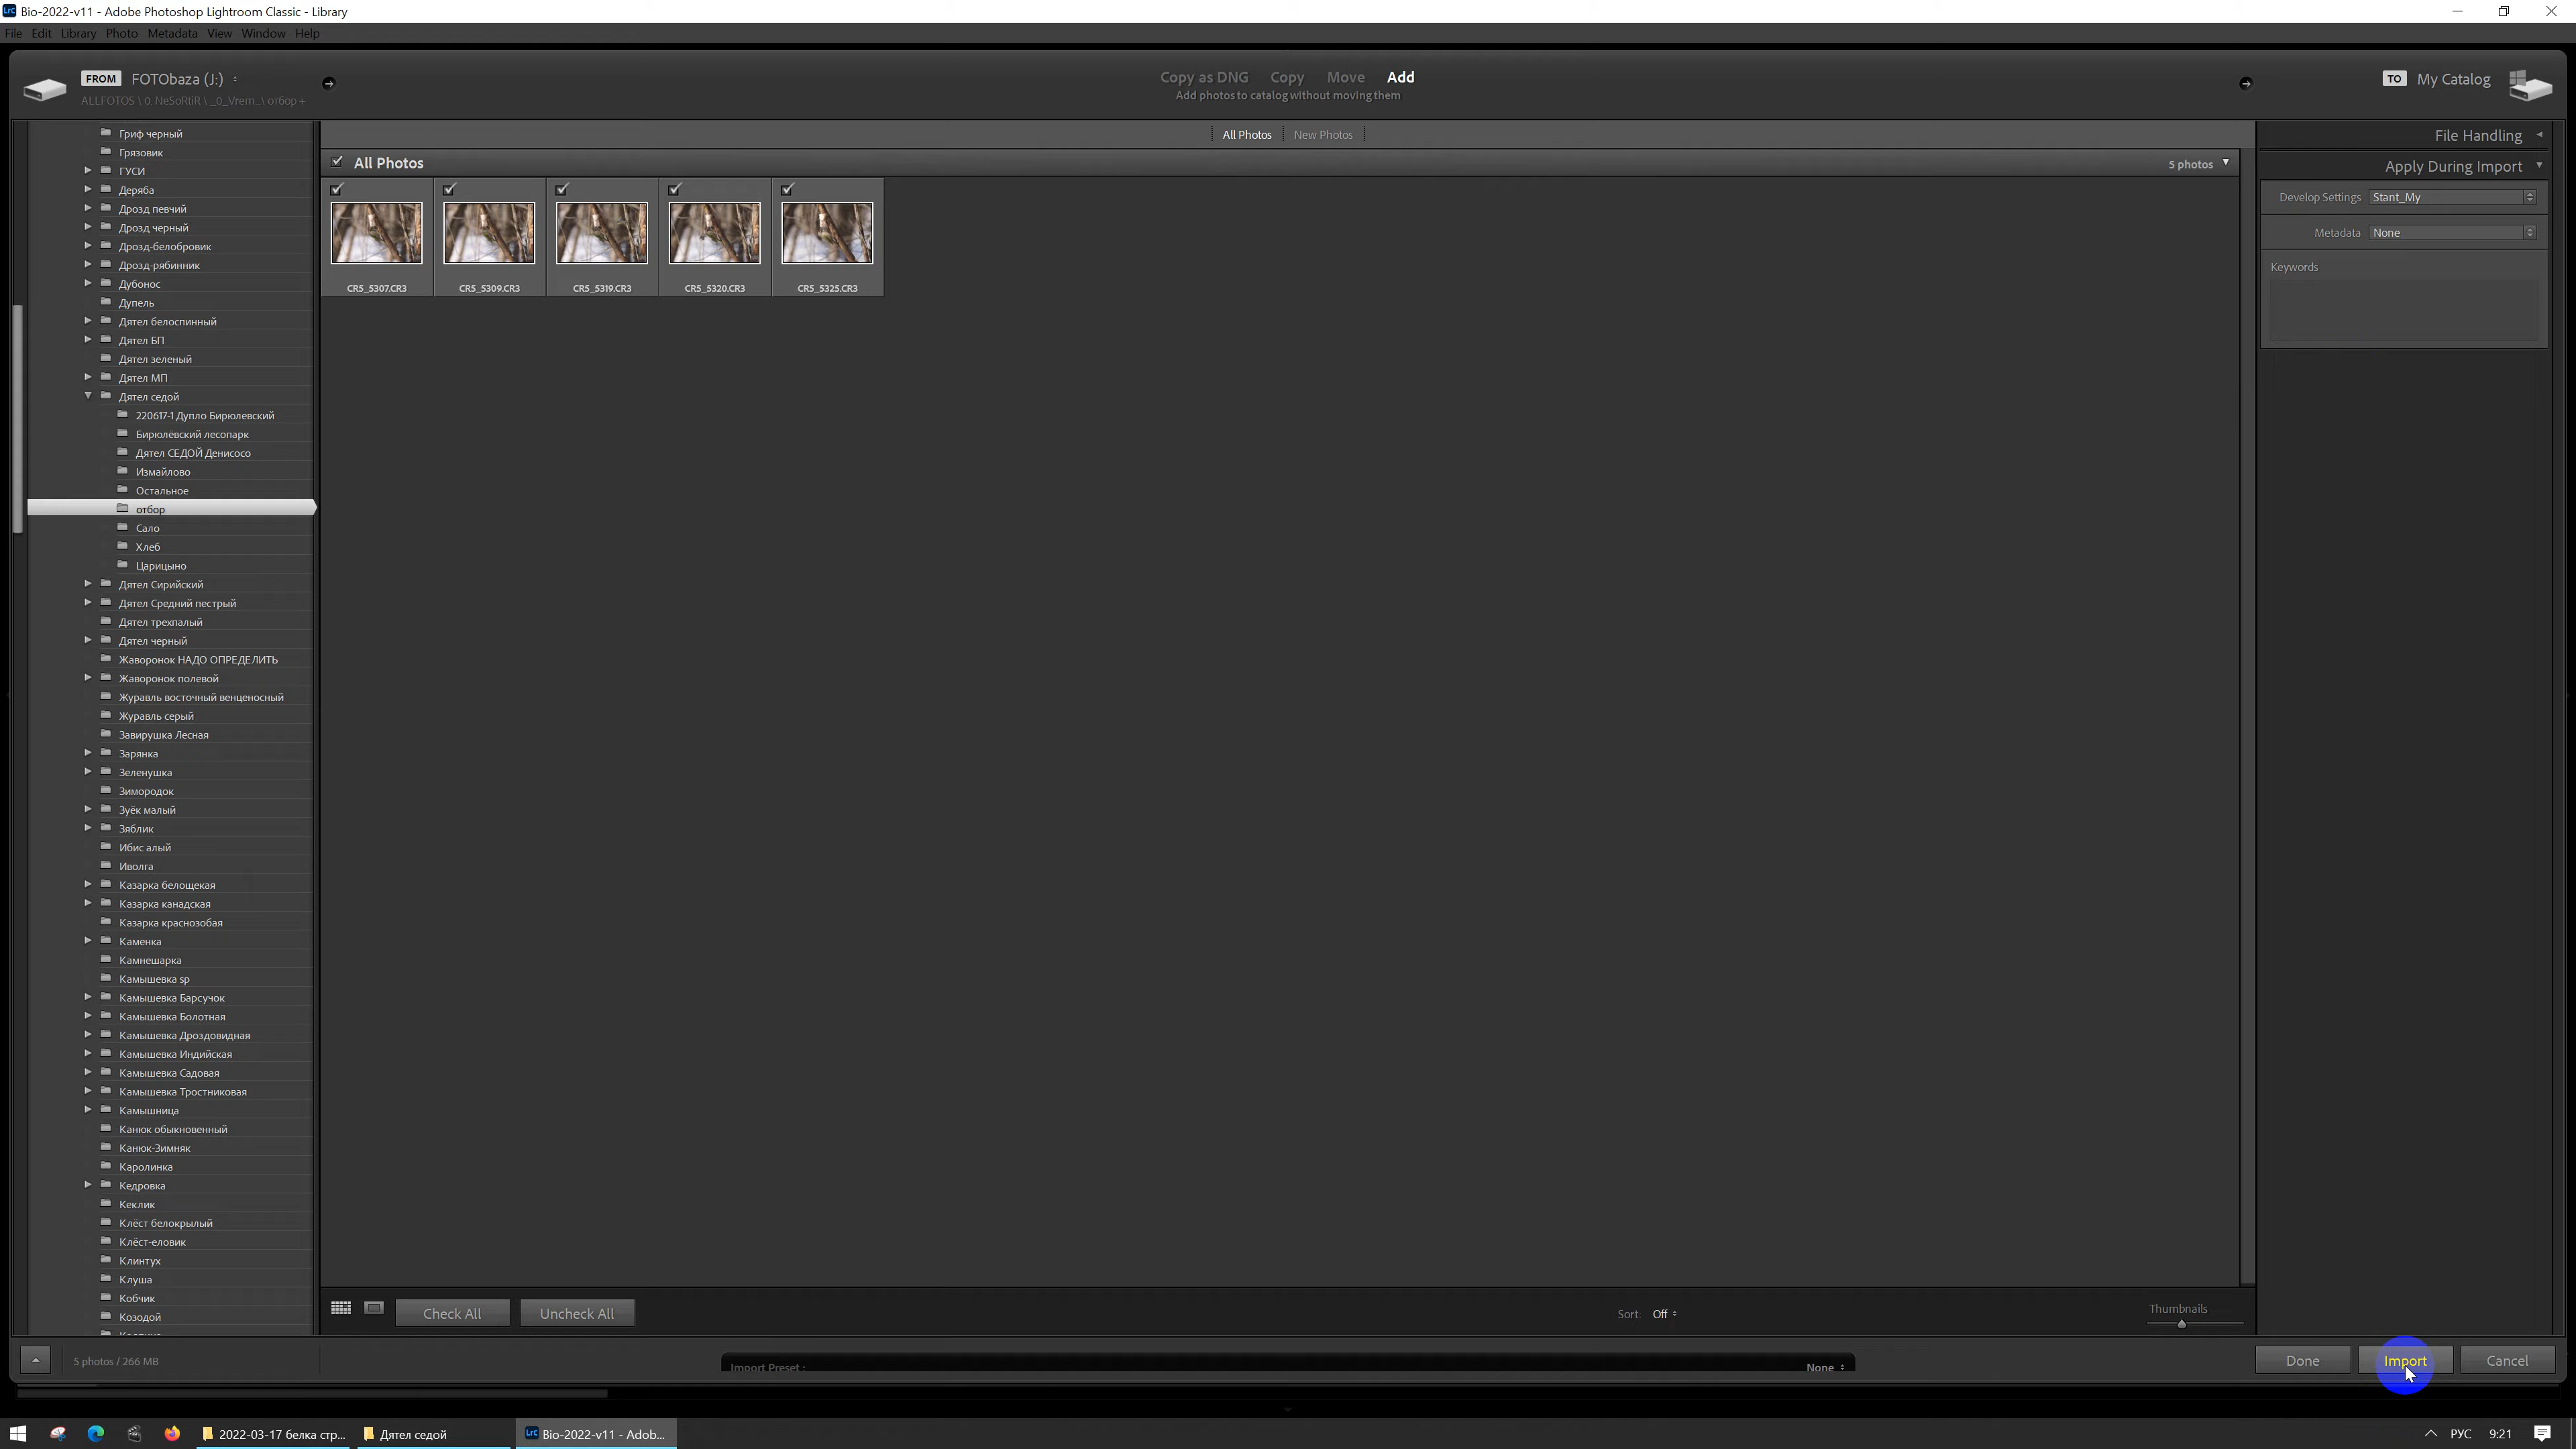 Bio-2022-v11 - Adobe Photoshop Lightroom Classic - Library
File Edit Library Photo Metadata View Window Help
FROM FOTObaza (J:)
ALLFOTOS \ 0. NeSoRtiR \ _0_Vrem...\ отбор +
Copy as DNG Copy Move Add
Add photos to catalog without moving them
TO My Catalog
Гриф черный
Грязовик
ГУСИ
Деряба
Дрозд певчий
Дрозд черный
Дрозд-белобровик
Дрозд-рябинник
Дубонос
Дупель
Дятел белоспинный
Дятел БП
Дятел зеленый
Дятел МП
Дятел седой
220617-1 Дупло Бирюлевский
Бирюлёвский лесопарк
Дятел СЕДОЙ Денисосо
Измайлово
Остальное
отбор
Сало
Хлеб
Царицыно
Дятел Сирийский
Дятел Средний пестрый
Дятел трехпалый
Дятел черный
Жаворонок НАДО ОПРЕДЕЛИТЬ
Жаворонок полевой
Журавль восточный венценосный
Журавль серый
Завирушка Лесная
Зарянка
Зеленушка
Зимородок
Зуёк малый
Зяблик
Ибис алый
Иволга
Казарка белощекая
Казарка канадская
Казарка краснозобая
Каменка
Камнешарка
Камышевка sp
Камышевка Барсучок
Камышевка Болотная
Камышевка Дроздовидная
Камышевка Индийская
Камышевка Садовая
Камышевка Тростниковая
Камышница
Канюк обыкновенный
Канюк-Зимняк
Каролинка
Кедровка
Кеклик
Клёст белокрылый
Клёст-еловик
Клинтух
Клуша
Кобчик
Козодой
All Photos New Photos
All Photos
5 photos
CR5_5307.CR3 CR5_5309.CR3 CR5_5319.CR3 CR5_5320.CR3 CR5_5325.CR3
File Handling
Apply During Import
Develop Settings Stant_My
Metadata None
Keywords
Check All Uncheck All
Sort: Off
Thumbnails
5 photos / 266 MB
Import Preset : None
Done Import Cancel
2022-03-17 белка стр... Дятел седой Bio-2022-v11 - Adob... РУС 9:21